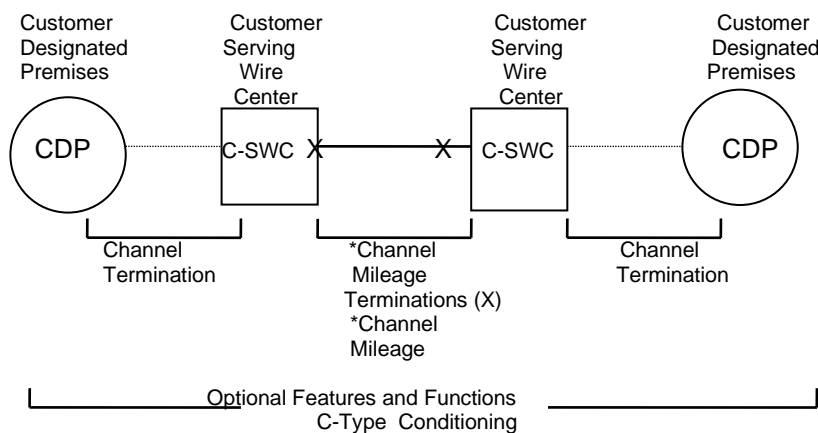 Customer
Designated
Premises
Customer
Serving
Wire
Center
Customer
Serving
Wire
Center
Customer
Designated
Premises
CDP
C-SWC
X
X
C-SWC
CDP
Channel
Termination
*Channel
Mileage
Terminations (X)
*Channel
Mileage
Channel
Termination
Optional Features and Functions
C-Type Conditioning